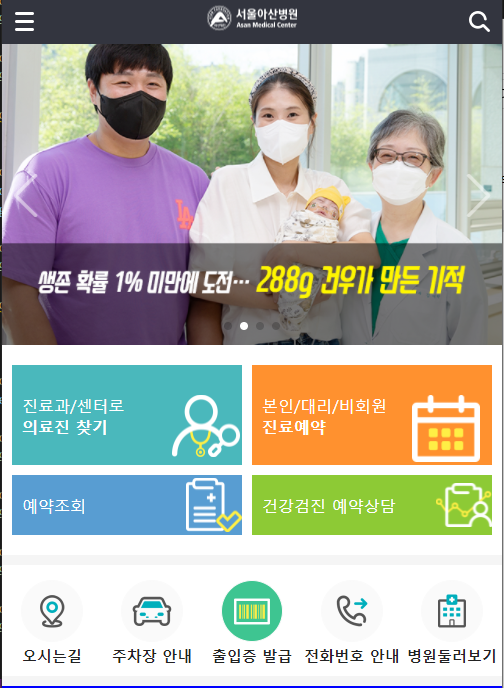 서울아산병원
Asan Medical Center
LA
생존 확률 1% 미만에 도전··· 288g 건우가 만든 기적
진료과/센터로
의료진 찾기
본인/대리/비회원
진료예약
예약조회
건강검진 예약상담
오시는길
주차장 안내
출입증 발급
전화번호 안내
병원둘러보기